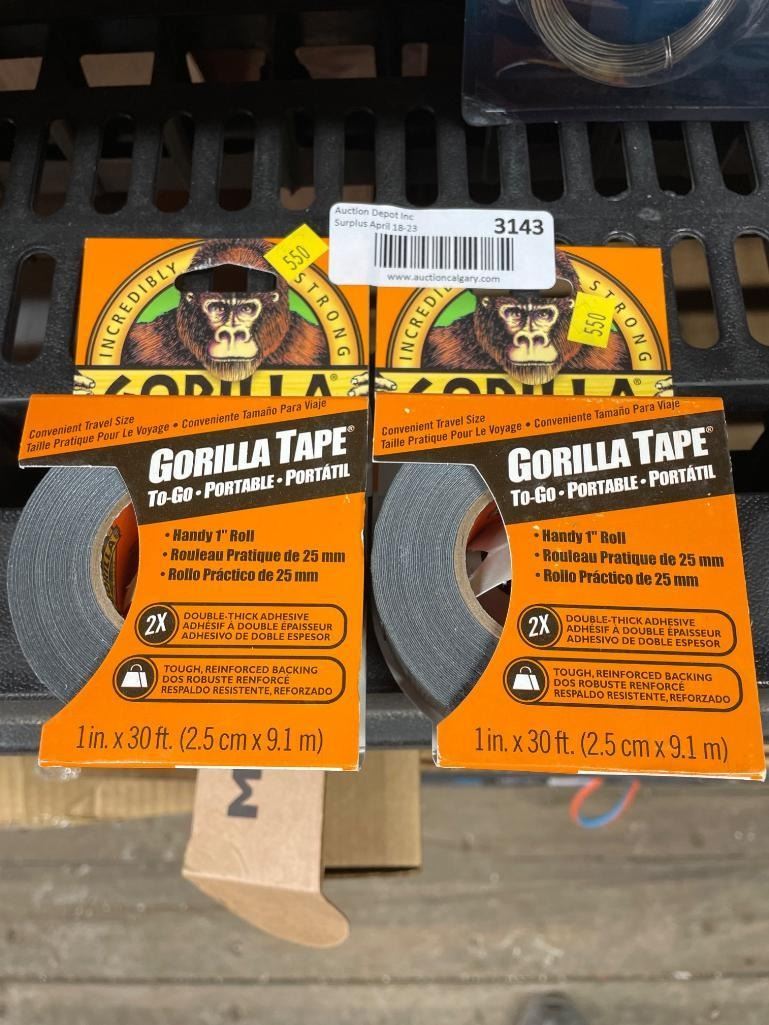 Auction Depot Inc
Surplus April 18-23
3143
www.auctioncalgary.com
550
550
INCREDIBLY STRONG
GORILLA
Convenient Travel Size
Taille Pratique Pour Le Voyage • Conveniente Tamaño Para Viaje
GORILLA TAPE®
TO-GO • PORTABLE • PORTÁTIL
• Handy 1" Roll
• Rouleau Pratique de 25 mm
• Rollo Práctico de 25 mm
2X
DOUBLE-THICK ADHESIVE
ADHÉSIF À DOUBLE ÉPAISSEUR
ADHESIVO DE DOBLE ESPESOR
TOUGH, REINFORCED BACKING
DOS ROBUSTE RENFORCÉ
RESPALDO RESISTENTE, REFORZADO
1 in. x 30 ft. (2.5 cm x 9.1 m)
STRONG
GORILLA
Convenient Travel Size
Taille Pratique Pour Le Voyage • Conveniente Tamaño Para Viaje
GORILLA TAPE®
TO-GO • PORTABLE • PORTÁTIL
• Handy 1" Roll
• Rouleau Pratique de 25 mm
• Rollo Práctico de 25 mm
2X
DOUBLE-THICK ADHESIVE
ADHÉSIF À DOUBLE ÉPAISSEUR
ADHESIVO DE DOBLE ESPESOR
TOUGH, REINFORCED BACKING
DOS ROBUSTE RENFORCÉ
RESPALDO RESISTENTE, REFORZADO
1 in. x 30 ft. (2.5 cm x 9.1 m)